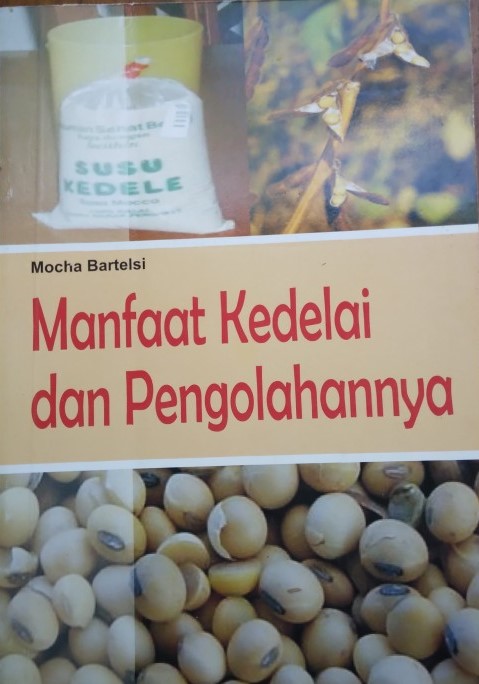 SUSU
KEDELE
Mocha Bartelsi
Manfaat Kedelai
dan Pengolahannya